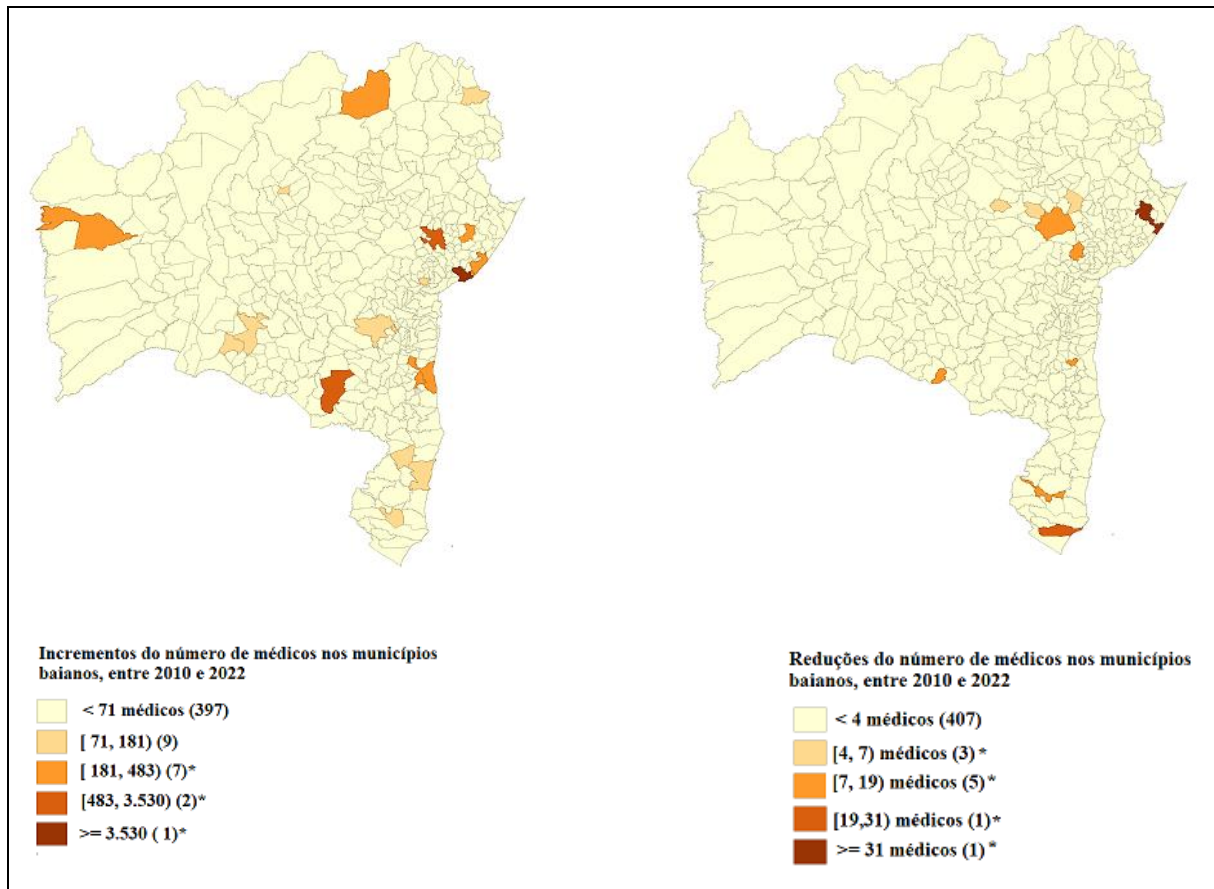 Incrementos do número de médicos nos municípios
baianos, entre 2010 e 2022
< 71 médicos (397)
[ 71, 181) (9)
[ 181, 483) (7)*
[483, 3.530) (2)*
>= 3.530 ( 1)*
Reduções do número de médicos nos municípios
baianos, entre 2010 e 2022
< 4 médicos (407)
[4, 7) médicos (3) *
[7, 19) médicos (5) *
[19,31) médicos (1)*
>= 31 médicos (1) *